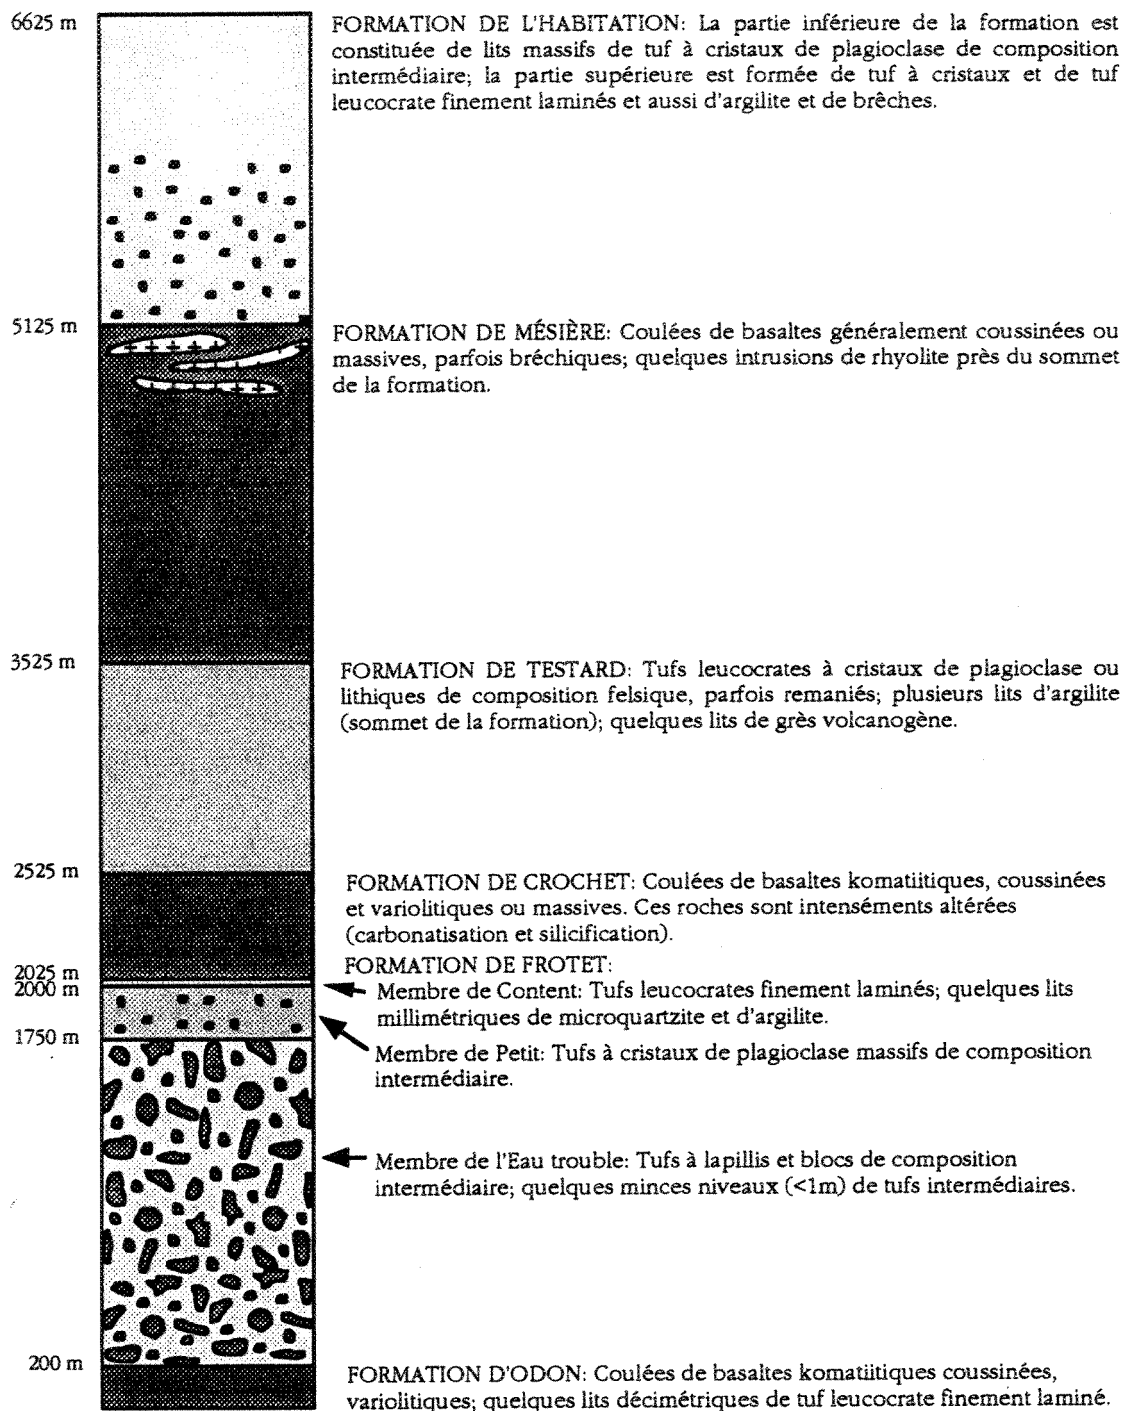 6625 m
FORMATION DE L'HABITATION: La partie inférieure de la formation est
constituée de lits massifs de tuf à cristaux de plagioclase de composition
intermédiaire; la partie supérieure est formée de tuf à cristaux et de tuf
leucocrate finement laminés et aussi d'argilite et de brêches.
5125 m
FORMATION DE MÉSIÈRE: Coulées de basaltes généralement coussinées ou
massives, parfois bréchiques; quelques intrusions de rhyolite près du sommet
de la formation.
3525 m
FORMATION DE TESTARD: Tufs leucocrates à cristaux de plagioclase ou
lithiques de composition felsique, parfois remaniés; plusieurs lits d'argilite
(sommet de la formation); quelques lits de grès volcanogène.
2525 m
FORMATION DE CROCHET: Coulées de basaltes komatiitiques, coussinées
et variolitiques ou massives. Ces roches sont intenséments altérées
(carbonatisation et silicification).
2025 m
FORMATION DE FROTET:
2000 m
Membre de Content: Tufs leucocrates finement laminés; quelques lits
millimétriques de microquartzite et d'argilite.
1750 m
Membre de Petit: Tufs à cristaux de plagioclase massifs de composition
intermédiaire.
Membre de l'Eau trouble: Tufs à lapillis et blocs de composition
intermédiaire; quelques minces niveaux (<1m) de tufs intermédiaires.
200 m
FORMATION D'ODON: Coulées de basaltes komatiitiques coussinées,
variolitiques; quelques lits décimétriques de tuf leucocrate finement laminé.